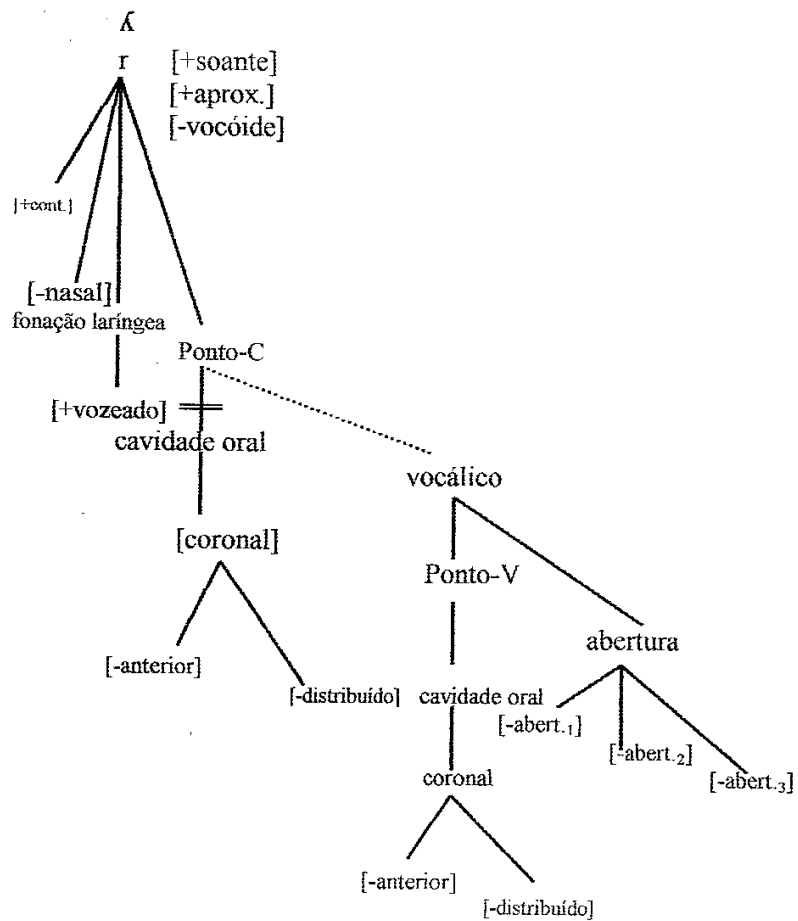 ʎ
r [+soante]
[+aprox.]
[-vocóide]
[+cont.]
[-nasal]
fonação laríngea
Ponto-C
[+vozeado]
cavidade oral
vocálico
[coronal]
Ponto-V
abertura
[-anterior]
[-distribuído] cavidade oral
[-abert.₁]
[-abert.₂]
[-abert.₃]
coronal
[-anterior]
[-distribuído]